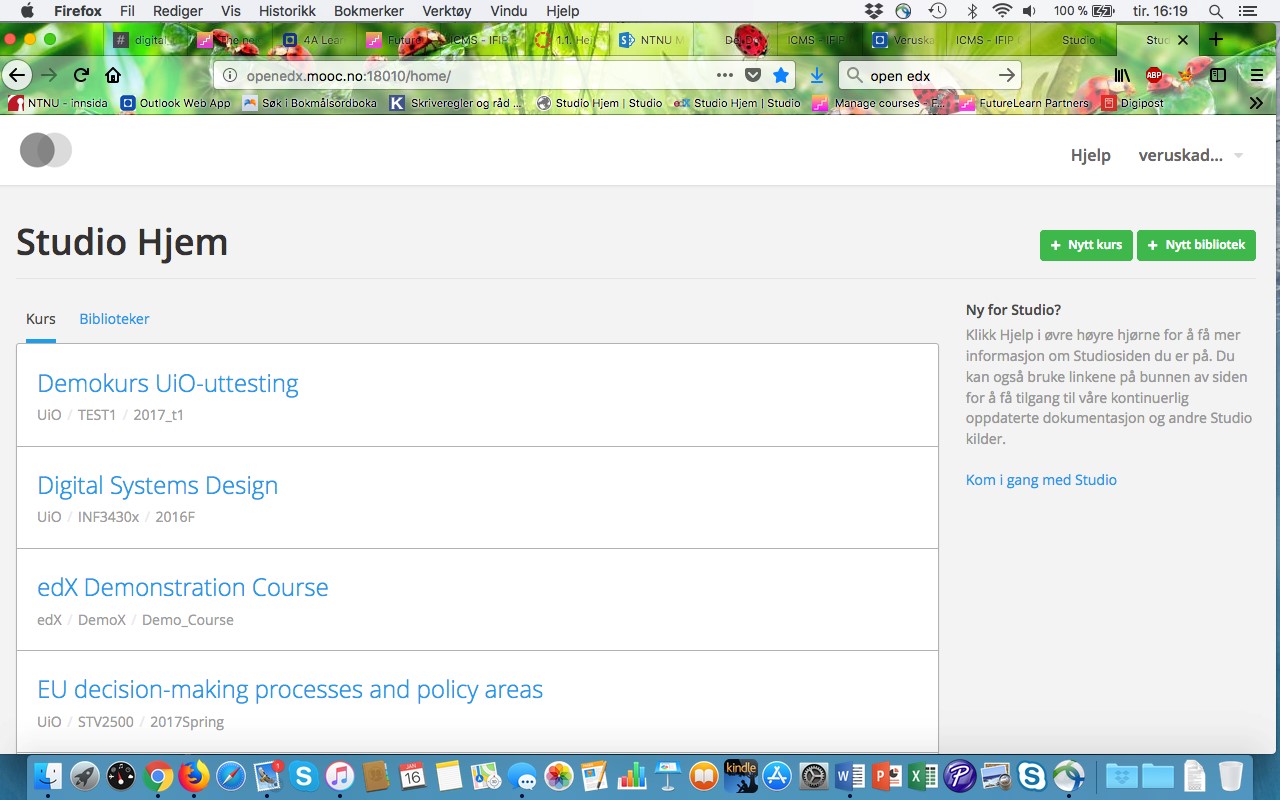 Firefox Fil Rediger Vis Historikk Bokmerker Verktøy Vindu Hjelp 100 % tir. 16:19
digital 4A Lear Future ICMS - IFIP 1.1. Hei NTNU M ICMS - IFIP Veruska ICMS - IFIP Studio Stud
openedx.mooc.no:18010/home/ open edx ABP
NTNU - innsida Outlook Web App Søk i Bokmålsordboka Skriveregler og råd ... Studio Hjem | Studio Studio Hjem | Studio Manage courses - F... FutureLearn Partners Digipost
Hjelp veruskad...
Studio Hjem
+ Nytt kurs + Nytt bibliotek
Kurs Biblioteker
Demokurs UiO-uttesting
UiO / TEST1 / 2017_t1
Digital Systems Design
UiO / INF3430x / 2016F
edX Demonstration Course
edX / DemoX / Demo_Course
EU decision-making processes and policy areas
UiO / STV2500 / 2017Spring
Ny for Studio?
Klikk Hjelp i øvre høyre hjørne for å få mer
informasjon om Studiosiden du er på. Du
kan også bruke linkene på bunnen av siden
for å få tilgang til våre kontinuerlig
oppdaterte dokumentasjon og andre Studio
kilder.
Kom i gang med Studio
JAN 16 1 kindle